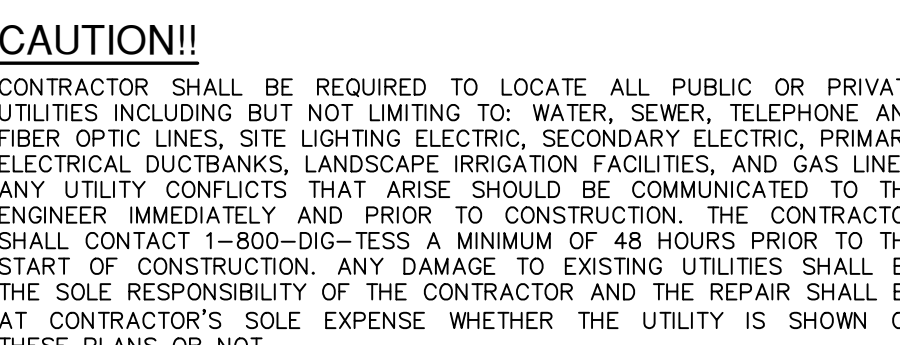 CAUTION!!
CONTRACTOR SHALL BE REQUIRED TO LOCATE ALL PUBLIC OR PRIVAT
UTILITIES INCLUDING BUT NOT LIMITING TO: WATER, SEWER, TELEPHONE AN
FIBER OPTIC LINES, SITE LIGHTING ELECTRIC, SECONDARY ELECTRIC, PRIMAR
ELECTRICAL DUCTBANKS, LANDSCAPE IRRIGATION FACILITIES, AND GAS LINE
ANY UTILITY CONFLICTS THAT ARISE SHOULD BE COMMUNICATED TO TH
ENGINEER IMMEDIATELY AND PRIOR TO CONSTRUCTION. THE CONTRACTO
SHALL CONTACT 1-800-DIG-TESS A MINIMUM OF 48 HOURS PRIOR TO TH
START OF CONSTRUCTION. ANY DAMAGE TO EXISTING UTILITIES SHALL B
THE SOLE RESPONSIBILITY OF THE CONTRACTOR AND THE REPAIR SHALL B
AT CONTRACTOR'S SOLE EXPENSE WHETHER THE UTILITY IS SHOWN O
THESE PLANS OR NOT